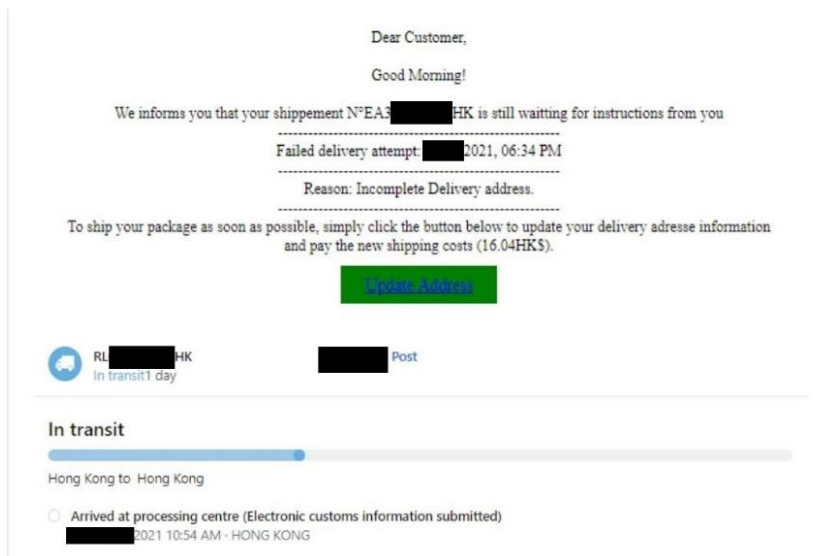 Dear Customer,
Good Morning!
We informs you that your shippement N°EA3 HK is still waitting for instructions from you
------------------------------------------------------------
Failed delivery attempt: 2021, 06:34 PM
------------------------------------------------------------
Reason: Incomplete Delivery address.
------------------------------------------------------------
To ship your package as soon as possible, simply click the button below to update your delivery adresse information
and pay the new shipping costs (16.04HK$).
Update Address
RL HK Post
In transit1 day
In transit
Hong Kong to Hong Kong
Arrived at processing centre (Electronic customs information submitted)
2021 10:54 AM · HONG KONG